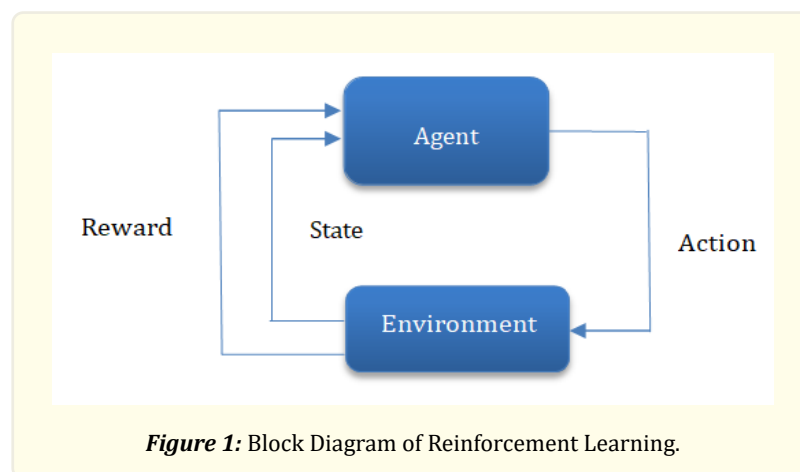 Agent
Reward
State
Action
Environment
Figure 1: Block Diagram of Reinforcement Learning.